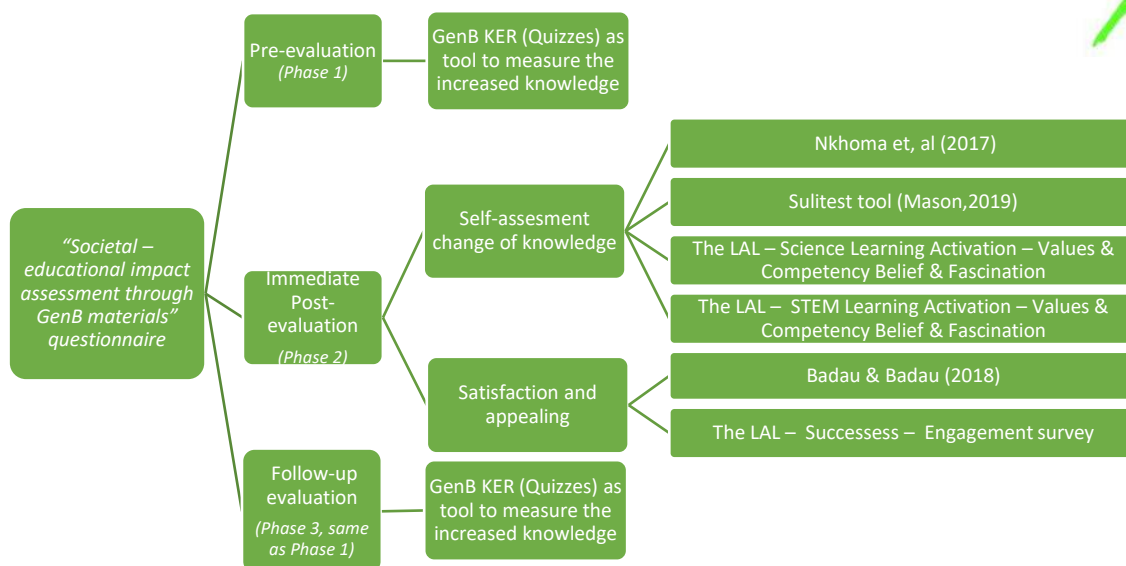 “Societal –
educational impact
assessment through
GenB materials”
questionnaire
Pre-evaluation
(Phase 1)
GenB KER (Quizzes) as
tool to measure the
increased knowledge
Immediate
Post-
evaluation
(Phase 2)
Self-assesment
change of knowledge
Nkhoma et, al (2017)
Sulitest tool (Mason,2019)
The LAL – Science Learning Activation – Values &
Competency Belief & Fascination
The LAL – STEM Learning Activation – Values &
Competency Belief & Fascination
Satisfaction and
appealing
Badau & Badau (2018)
The LAL – Successess – Engagement survey
Follow-up
evaluation
(Phase 3, same
as Phase 1)
GenB KER (Quizzes) as
tool to measure the
increased knowledge